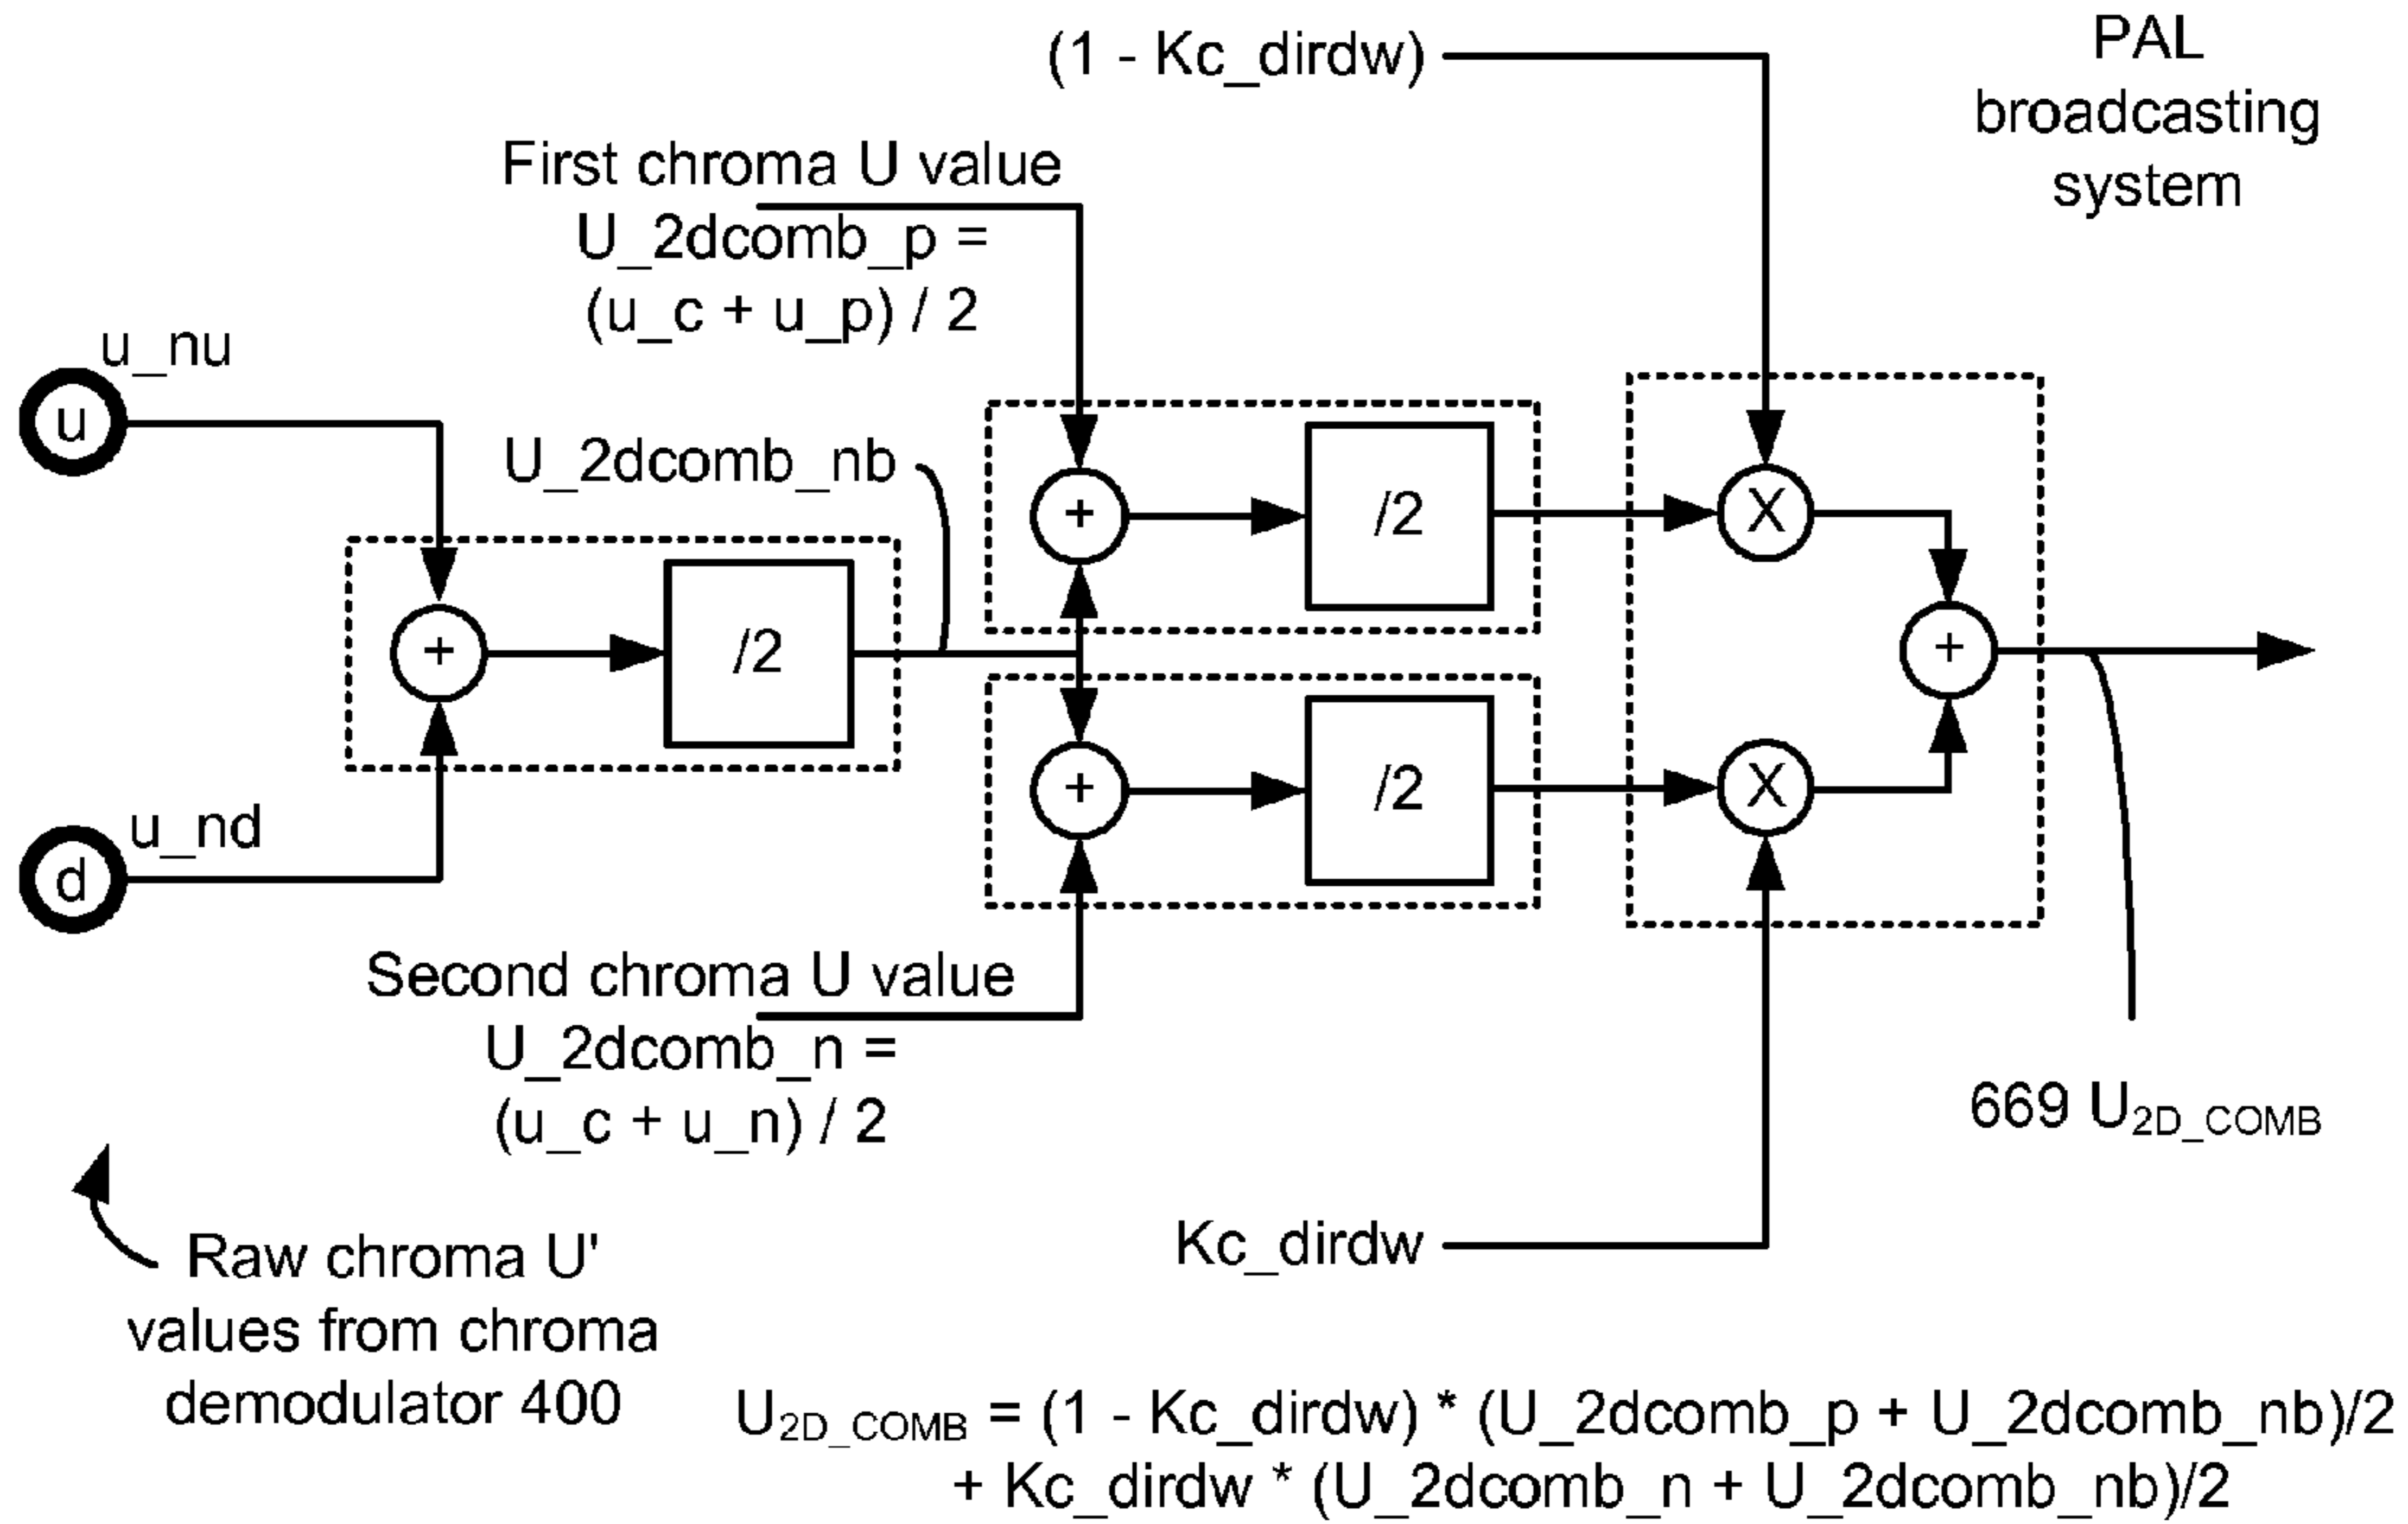 (1 - Kc_dirdw)
PAL
broadcasting
system
First chroma U value
U_2dcomb_p =
(u_c + u_p) / 2
u_nu
u
U_2dcomb_nb
+
/2
X
+
/2
+
+
/2
X
u_nd
d
Second chroma U value
U_2dcomb_n =
(u_c + u_n) / 2
669 U2D_COMB
Kc_dirdw
Raw chroma U'
values from chroma
demodulator 400
U2D_COMB = (1 - Kc_dirdw) * (U_2dcomb_p + U_2dcomb_nb)/2
+ Kc_dirdw * (U_2dcomb_n + U_2dcomb_nb)/2